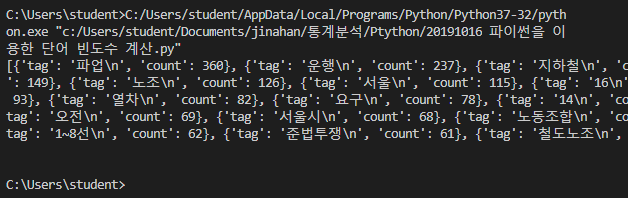 C:\Users\student>C:/Users/student/AppData/Local/Programs/Python/Python37-32/pyth
on.exe "c:/Users/student/Documents/jinahan/통계분석/Ptython/20191016 파이썬을 이
용한 단어 빈도수 계산.py"
[{'tag': '파업\n', 'count': 360}, {'tag': '운행\n', 'count': 237}, {'tag': '지하철\n', 'c
': 149}, {'tag': '노조\n', 'count': 126}, {'tag': '서울\n', 'count': 115}, {'tag': '16\n'
93}, {'tag': '열차\n', 'count': 82}, {'tag': '요구\n', 'count': 78}, {'tag': '14\n', 'c
tag': '오전\n', 'count': 69}, {'tag': '서울시\n', 'count': 68}, {'tag': '노동조합\n', 'co
tag': '1~8선\n', 'count': 62}, {'tag': '준법투쟁\n', 'count': 61}, {'tag': '철도노조\n',
C:\Users\student>